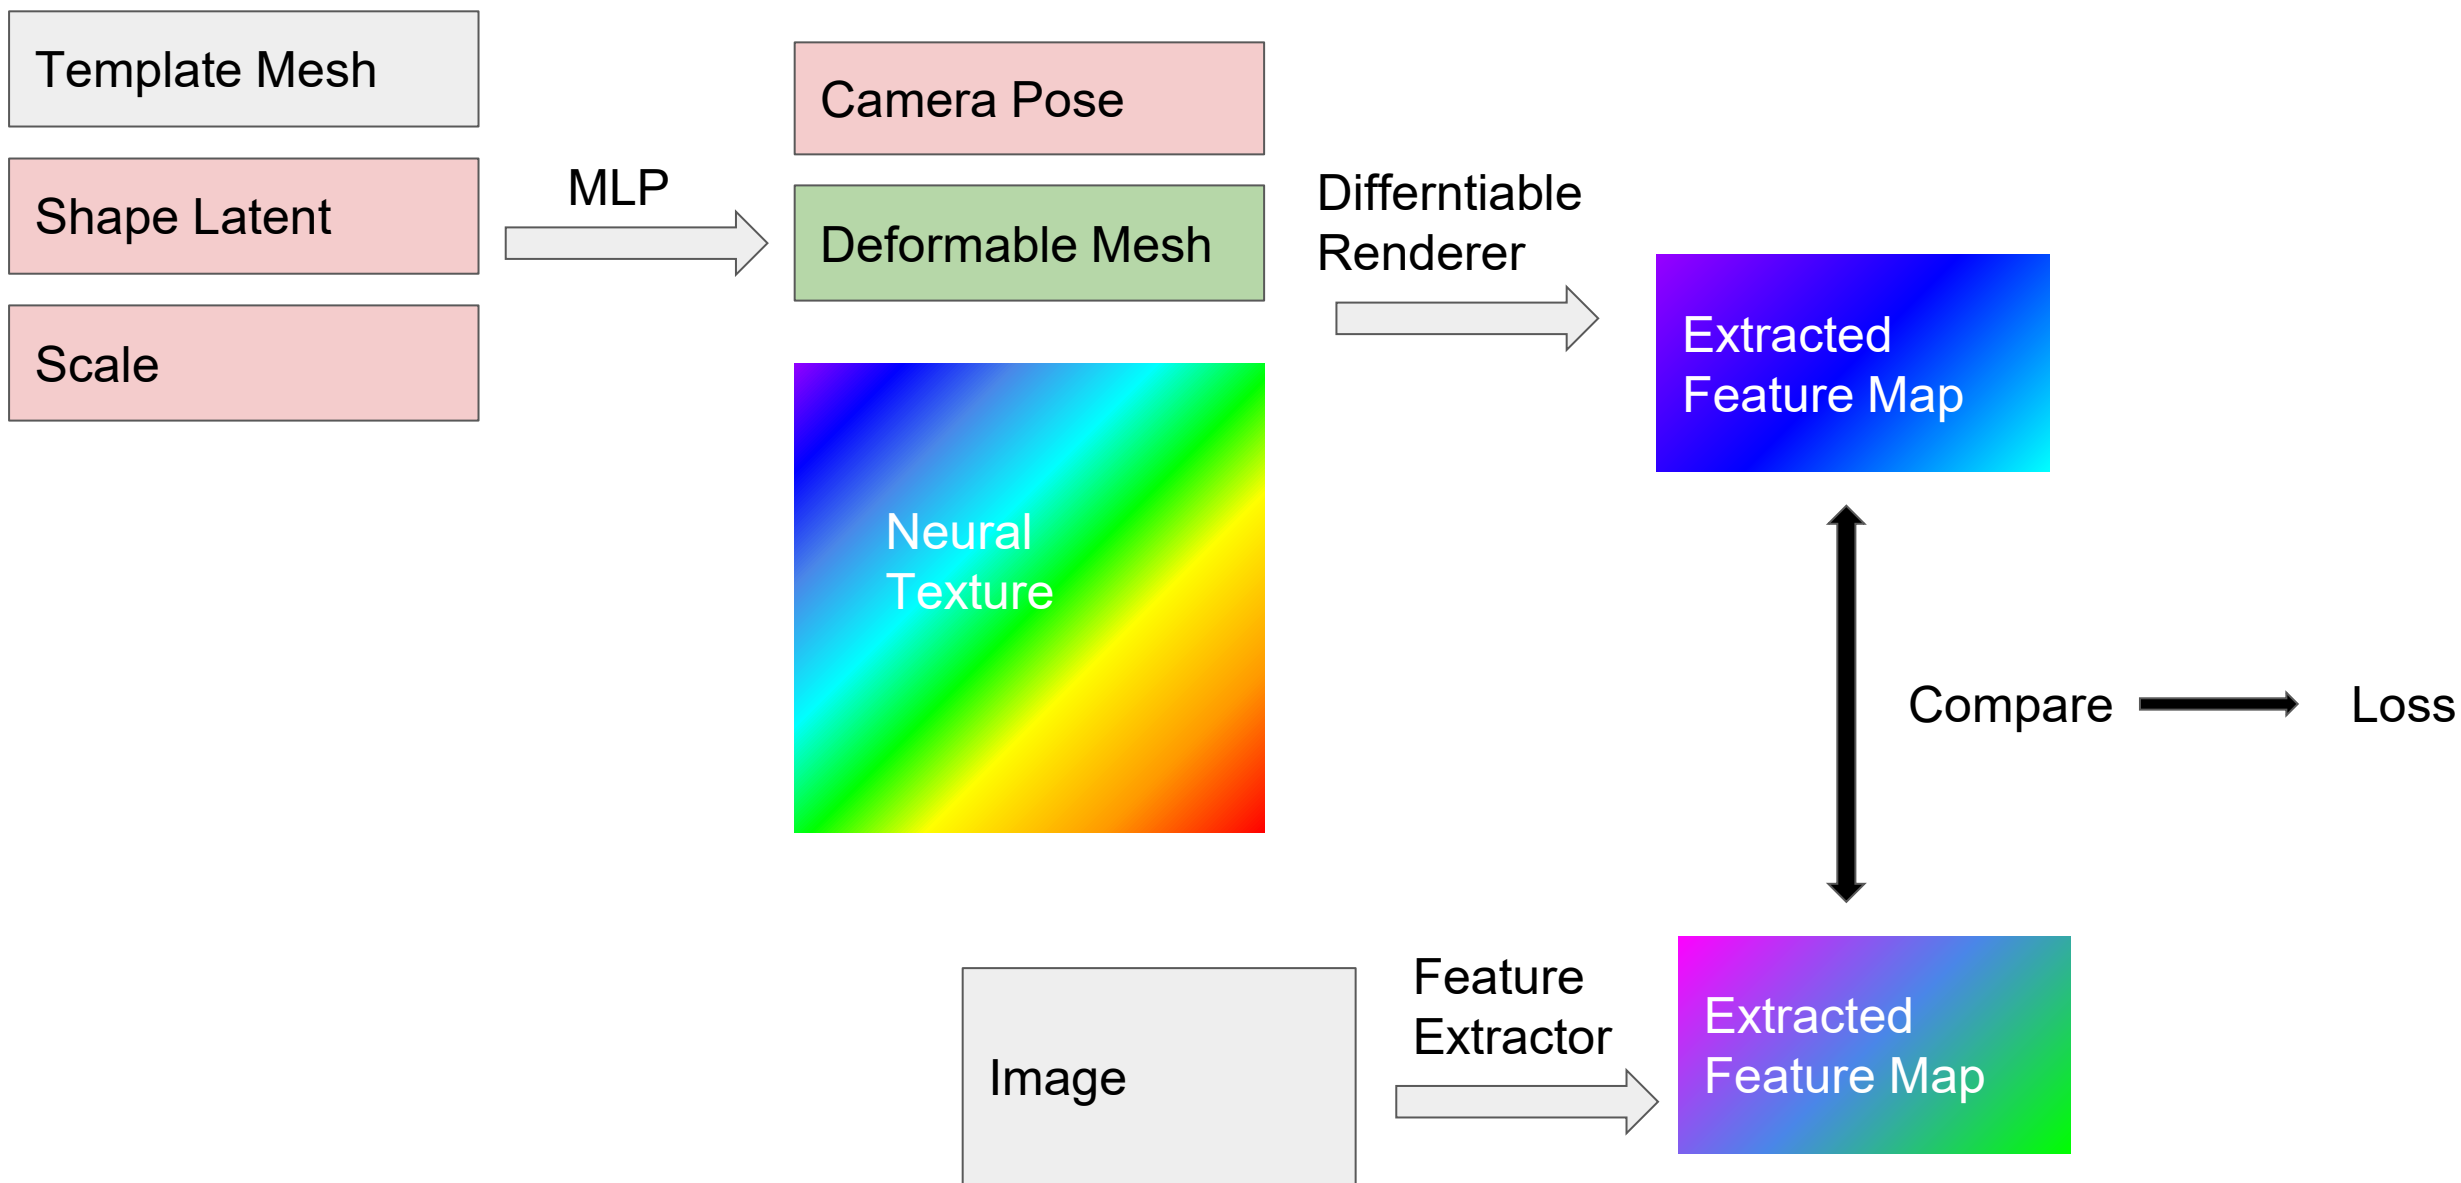 Template Mesh
Shape Latent
Scale
MLP
Camera Pose
Deformable Mesh
Neural
Texture
Differntiable
Renderer
Extracted
Feature Map
Compare
Loss
Image
Feature
Extractor
Extracted
Feature Map